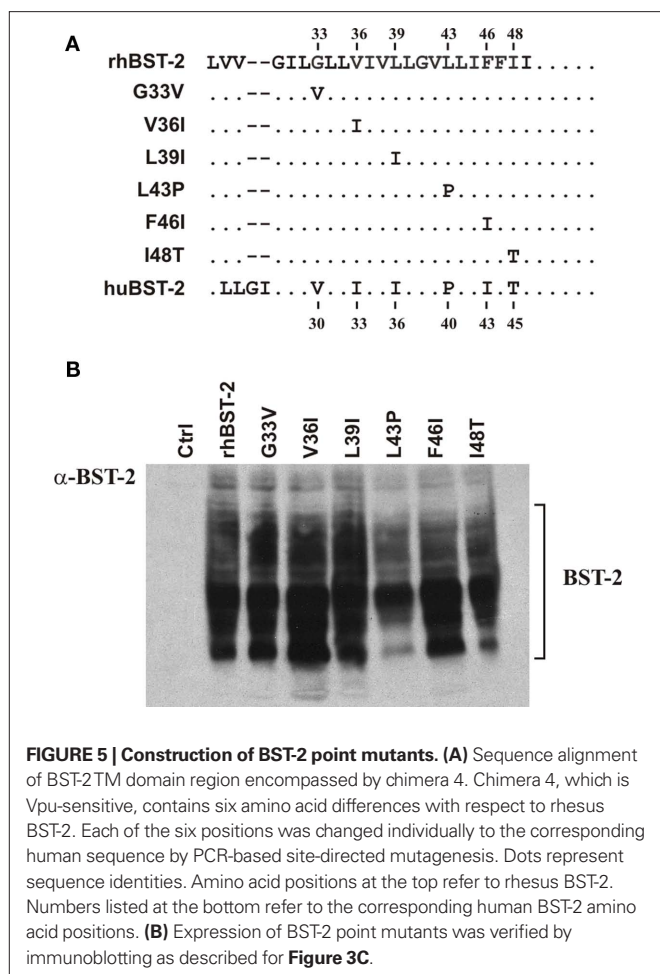 A
33 36 39 43 46 48
rhBST-2 LVV--GILGLLVIVLLGVLLIFFII.....
G33V ...--...V.....................
V36I ...--......I..................
L39I ...--.........I...............
L43P ...--.............P...........
F46I ...--................I........
I48T ...--..................T......
huBST-2 .LLGI...V..I..I...P..I.T......
30 33 36 40 43 45
B
Ctrl rhBST-2 G33V V36I L39I L43P F46I I48T
α-BST-2
BST-2
FIGURE 5 | Construction of BST-2 point mutants. (A) Sequence alignment
of BST-2 TM domain region encompassed by chimera 4. Chimera 4, which is
Vpu-sensitive, contains six amino acid differences with respect to rhesus
BST-2. Each of the six positions was changed individually to the corresponding
human sequence by PCR-based site-directed mutagenesis. Dots represent
sequence identities. Amino acid positions at the top refer to rhesus BST-2.
Numbers listed at the bottom refer to the corresponding human BST-2 amino
acid positions. (B) Expression of BST-2 point mutants was verified by
immunoblotting as described for Figure 3C.